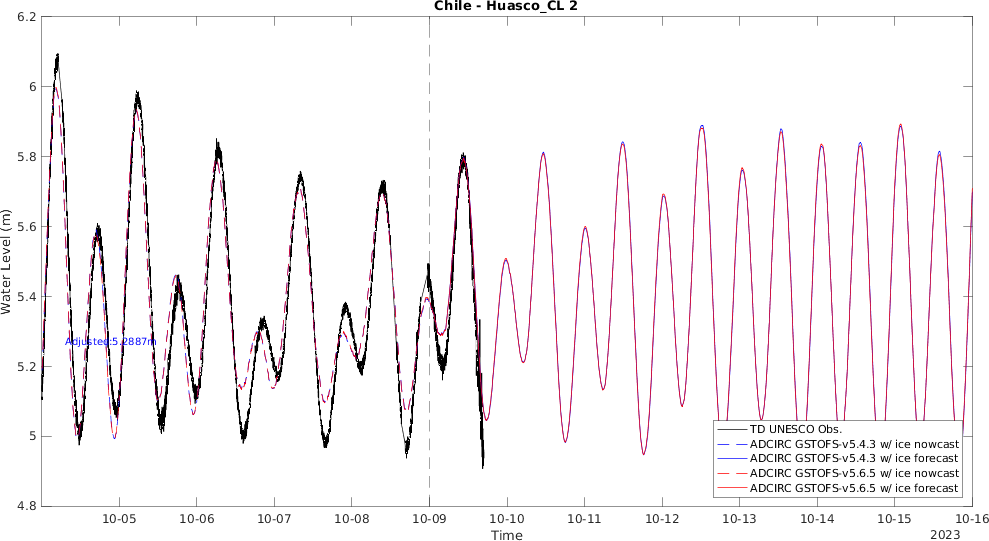 Chile - Huasco_CL 2
6.2
6
5.8
5.6
5.4
5.2
5
4.8
Water Level (m)
Adjusted:5.2887m
TD UNESCO Obs.
ADCIRC GSTOFS-v5.4.3 w/ ice nowcast
ADCIRC GSTOFS-v5.4.3 w/ ice forecast
ADCIRC GSTOFS-v5.6.5 w/ ice nowcast
ADCIRC GSTOFS-v5.6.5 w/ ice forecast
10-05 10-06 10-07 10-08 10-09 10-10 10-11 10-12 10-13 10-14 10-15 10-16
Time
2023